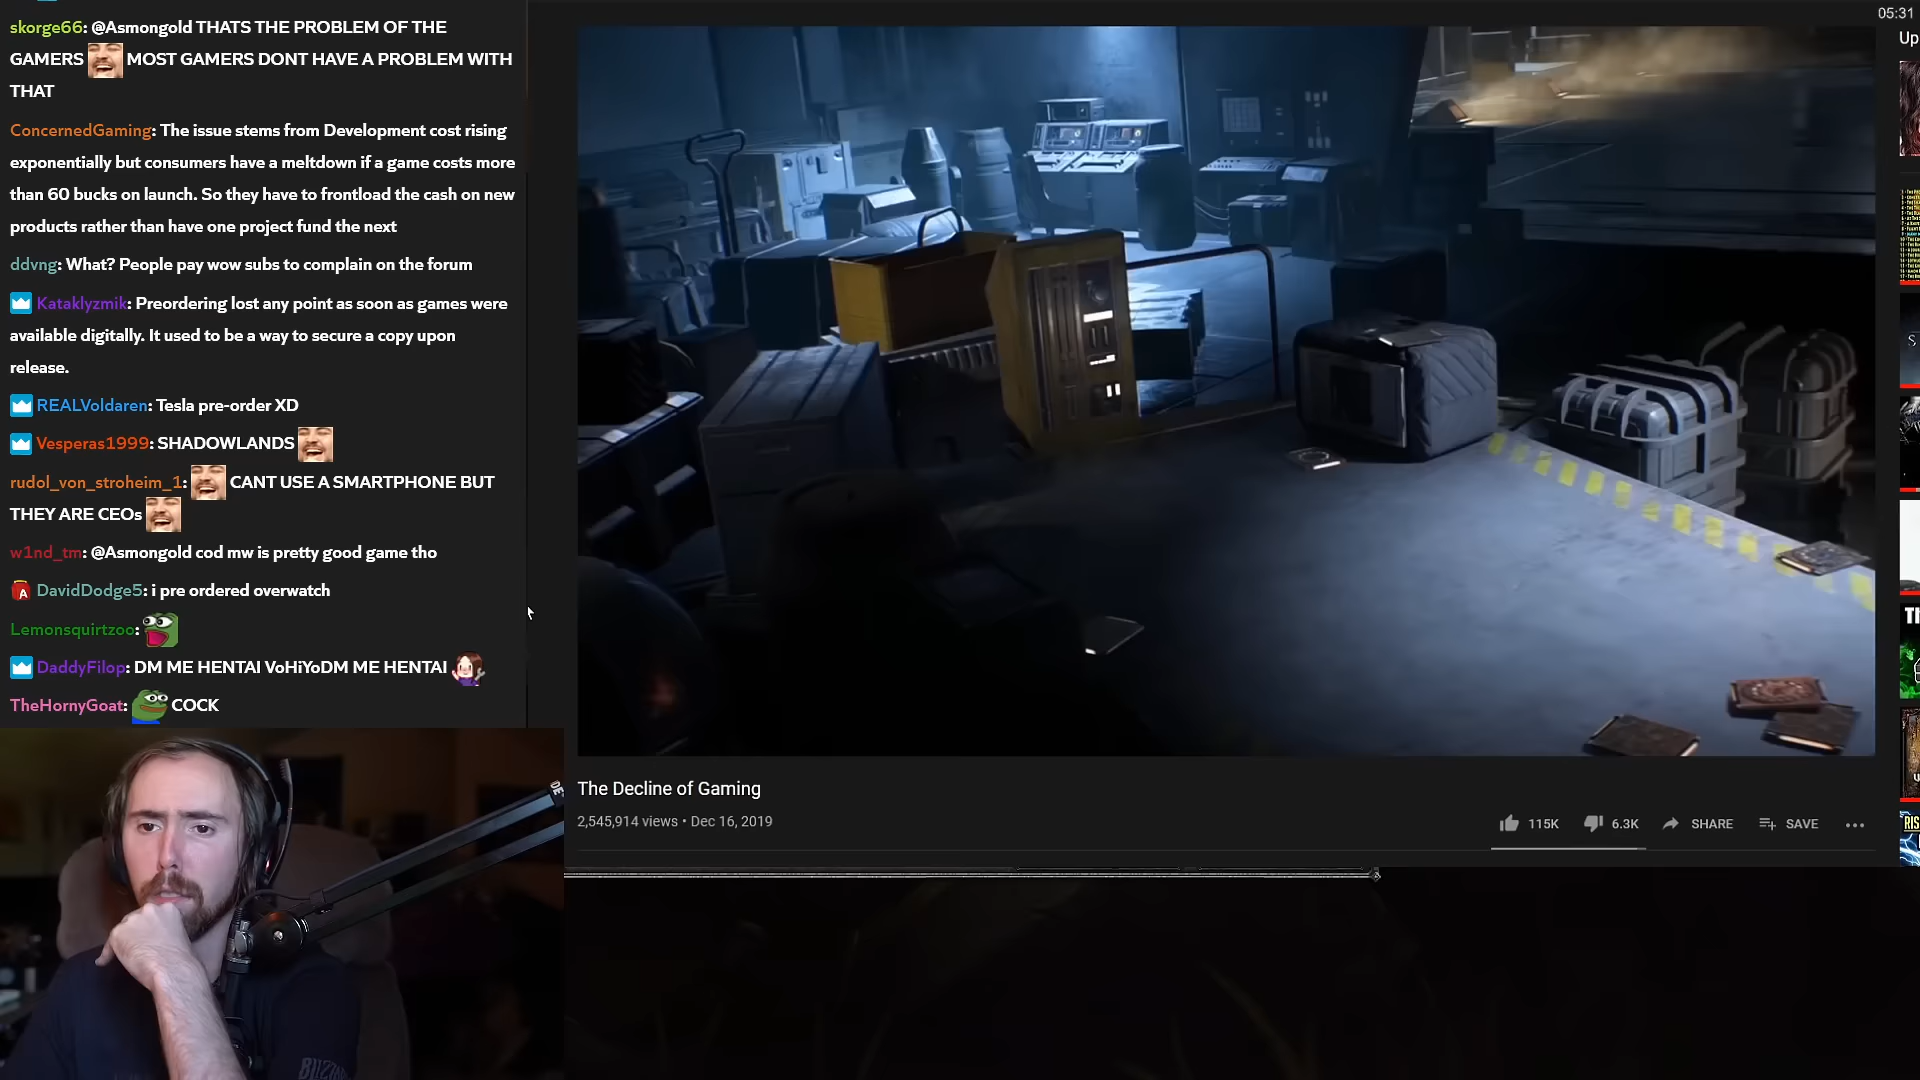 skorge66: @Asmongold THATS THE PROBLEM OF THE
GAMERS MOST GAMERS DONT HAVE A PROBLEM WITH
THAT
ConcernedGaming: The issue stems from Development cost rising
exponentially but consumers have a meltdown if a game costs more
than 60 bucks on launch. So they have to frontload the cash on new
products rather than have one project fund the next
ddvng: What? People pay wow subs to complain on the forum
Kataklyzmik: Preordering lost any point as soon as games were
available digitally. It used to be a way to secure a copy upon
release.
REALVoldaren: Tesla pre-order XD
Vesperas1999: SHADOWLANDS
rudol_von_stroheim_1: CANT USE A SMARTPHONE BUT
THEY ARE CEOs
w1nd_tm: @Asmongold cod mw is pretty good game tho
DavidDodge5: i pre ordered overwatch
Lemonsquirtzoo:
DaddyFilop: DM ME HENTAI VoHiYoDM ME HENTAI
TheHornyGoat: COCK
05:31
Up
The Decline of Gaming
2,545,914 views • Dec 16, 2019
115K 6.3K SHARE SAVE